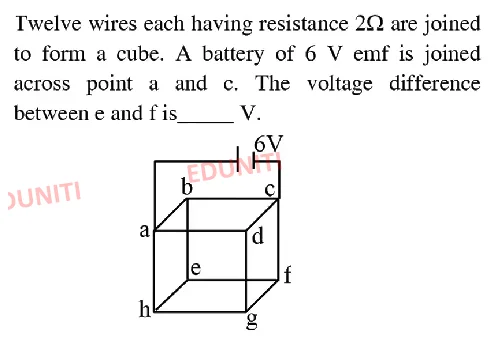 Twelve wires each having resistance 2Ω are joined
to form a cube. A battery of 6 V emf is joined
across point a and c. The voltage difference
between e and f is_____ V.
6V
EDUNITI
DUNITI
b
c
a
d
e
f
h
g